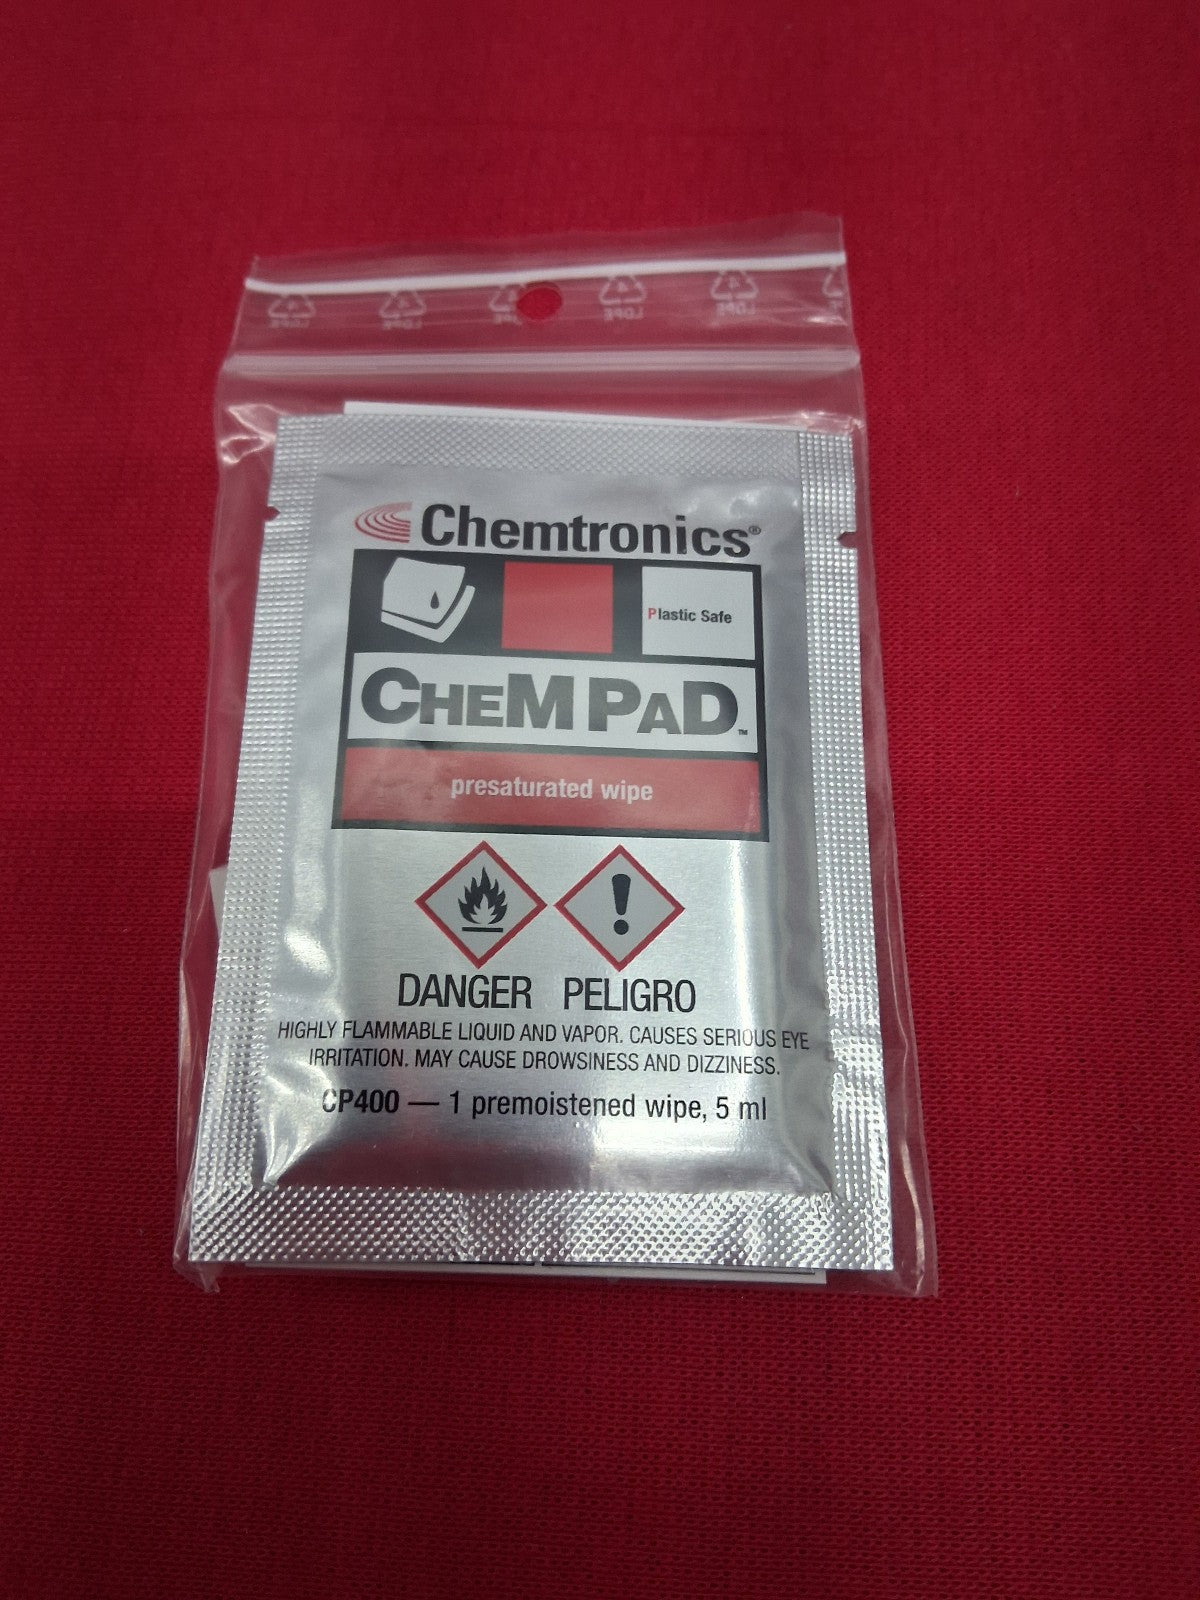 Chemtronics®
Plastic Safe
CHEMPAD™
presaturated wipe
DANGER PELIGRO
HIGHLY FLAMMABLE LIQUID AND VAPOR. CAUSES SERIOUS EYE
IRRITATION. MAY CAUSE DROWSINESS AND DIZZINESS.
CP400 — 1 premoistened wipe, 5 ml